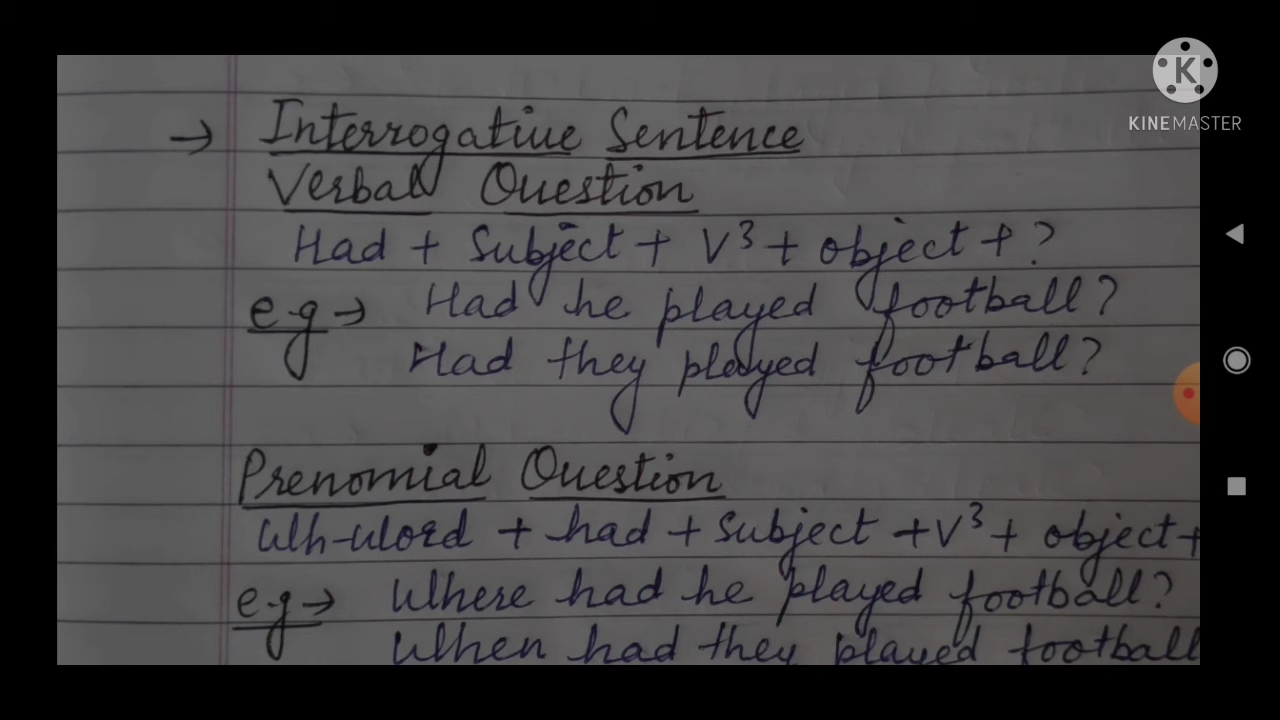 → Interrogative Sentence
Verbal Question
Had + Subject + V³ + object + ?
e.g → Had he played football?
Had they played football?
Prenomial Question
Wh-word + had + subject + V³ + object +
e.g → Where had he played football?
When had they played football
K
KINEMASTER